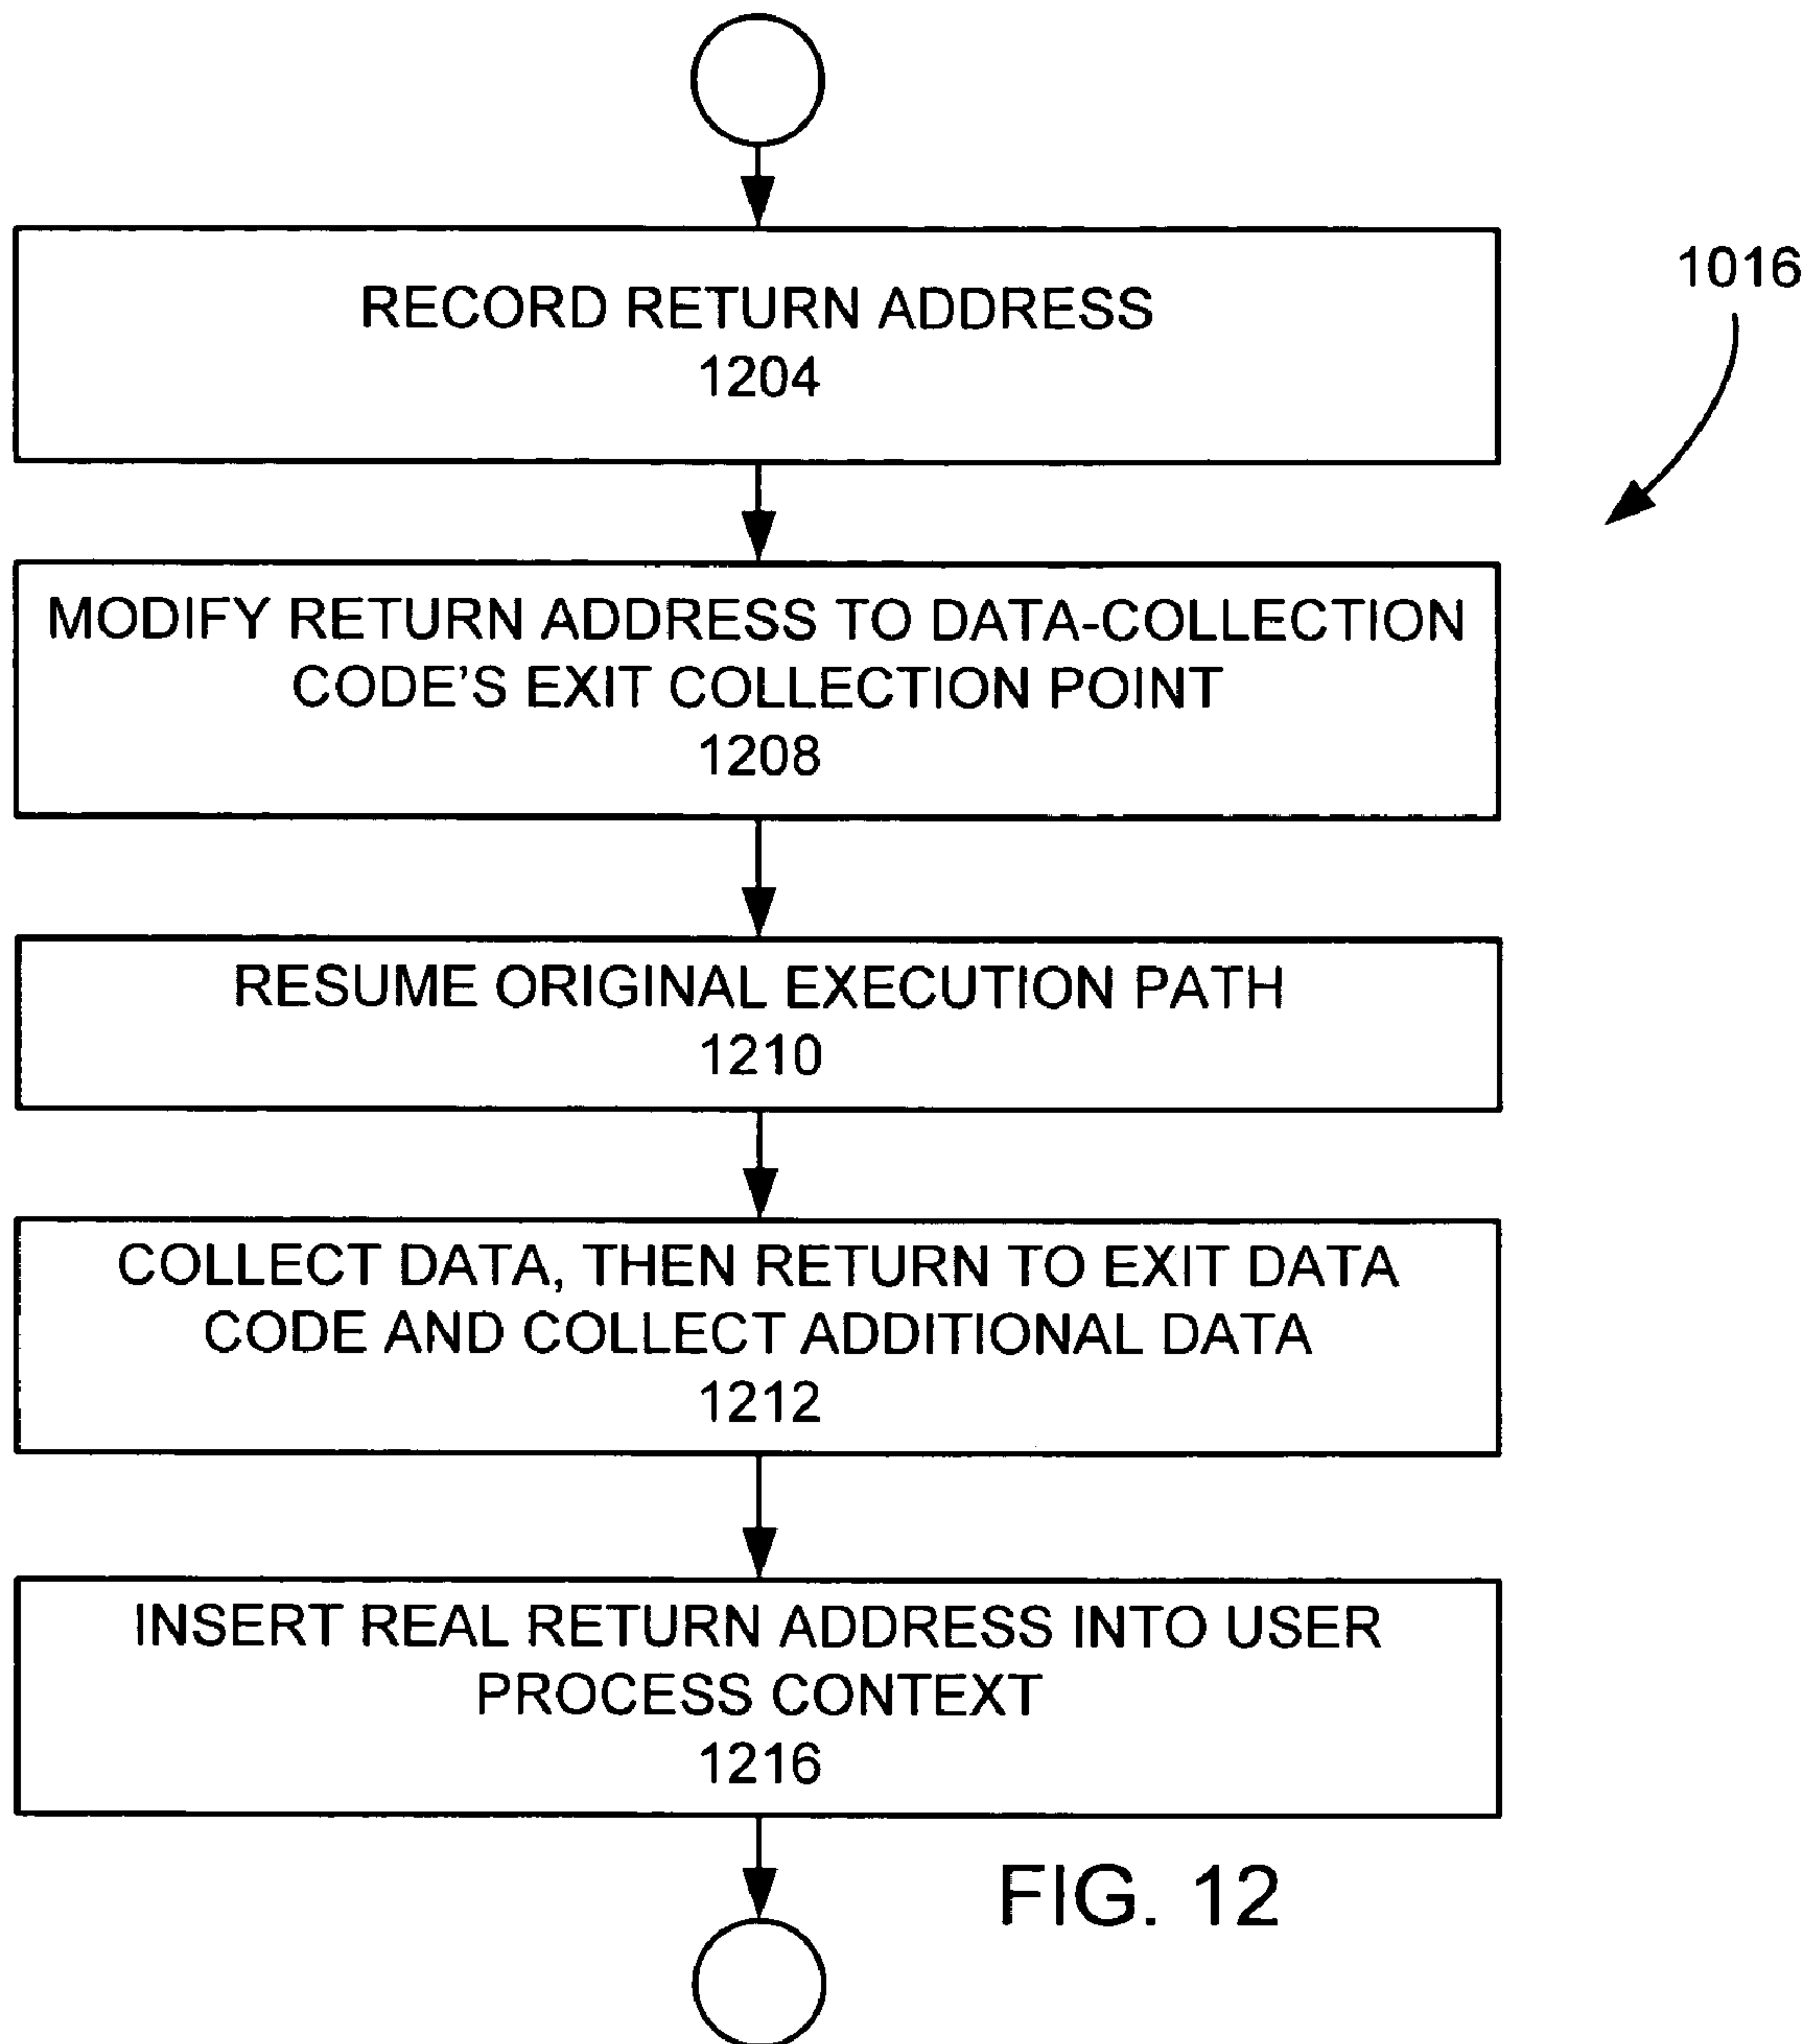 RECORD RETURN ADDRESS
1204
1016
MODIFY RETURN ADDRESS TO DATA-COLLECTION
CODE'S EXIT COLLECTION POINT
1208
RESUME ORIGINAL EXECUTION PATH
1210
COLLECT DATA, THEN RETURN TO EXIT DATA
CODE AND COLLECT ADDITIONAL DATA
1212
INSERT REAL RETURN ADDRESS INTO USER
PROCESS CONTEXT
1216
FIG. 12